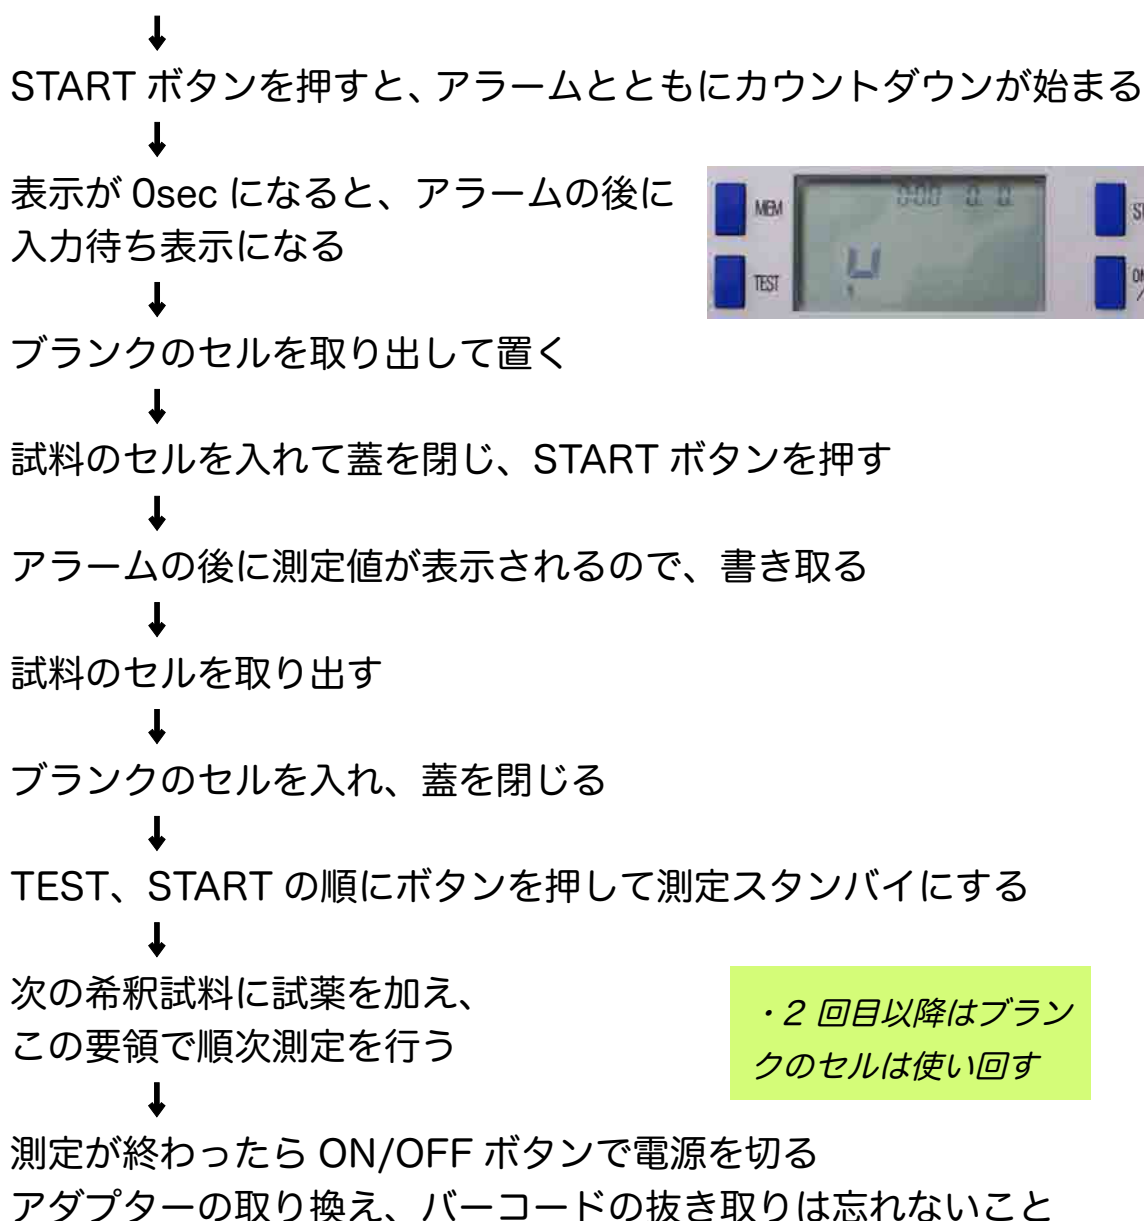 START ボタンを押すと、アラームとともにカウントダウンが始まる
表示が 0sec になると、アラームの後に
入力待ち表示になる
MEM
TEST
ブランクのセルを取り出して置く
試料のセルを入れて蓋を閉じ、START ボタンを押す
アラームの後に測定値が表示されるので、書き取る
試料のセルを取り出す
ブランクのセルを入れ、蓋を閉じる
TEST、START の順にボタンを押して測定スタンバイにする
次の希釈試料に試薬を加え、
この要領で順次測定を行う
・2 回目以降はブラン
クのセルは使い回す
測定が終わったら ON/OFF ボタンで電源を切る
アダプターの取り換え、バーコードの抜き取りは忘れないこと